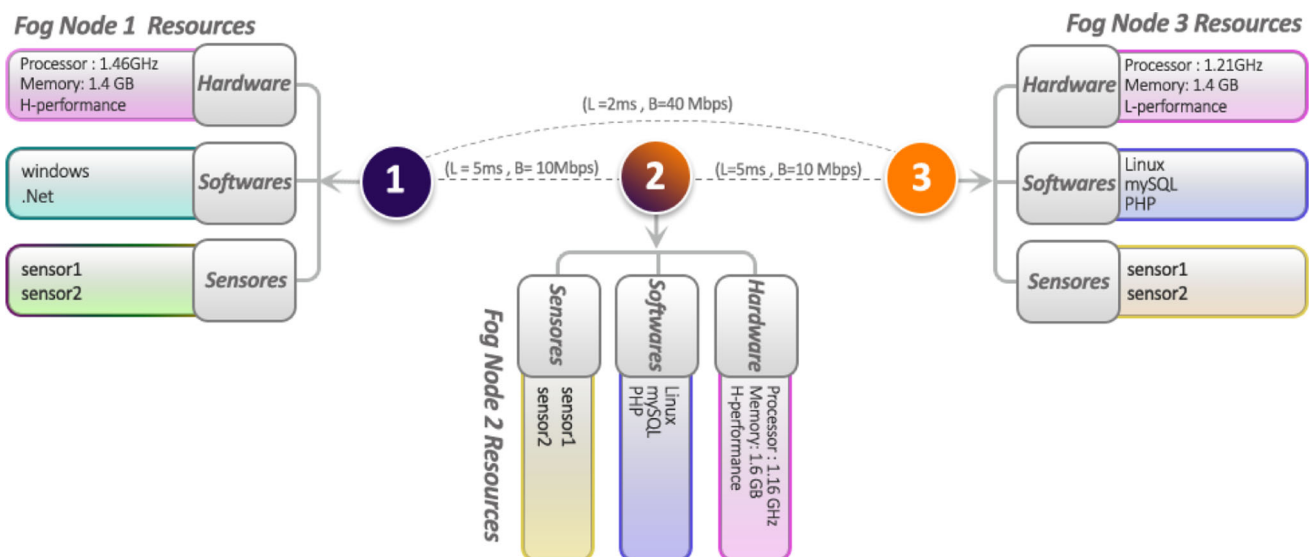 Fog Node 1 Resources
Processor : 1.46GHz
Memory: 1.4 GB
H-performance
Hardware
windows
.Net
Softwares
sensor1
sensor2
Sensores
(L =2ms , B=40 Mbps)
1
(L = 5ms , B= 10Mbps)
2
(L=5ms , B=10 Mbps)
3
Fog Node 3 Resources
Hardware
Processor : 1.21GHz
Memory: 1.4 GB
L-performance
Softwares
Linux
mySQL
PHP
Sensores
sensor1
sensor2
Fog Node 2 Resources
Sensores
sensor1
sensor2
Softwares
Linux
mySQL
PHP
Hardware
Processor : 1.16 GHz
Memory: 1.6 GB
H-performance